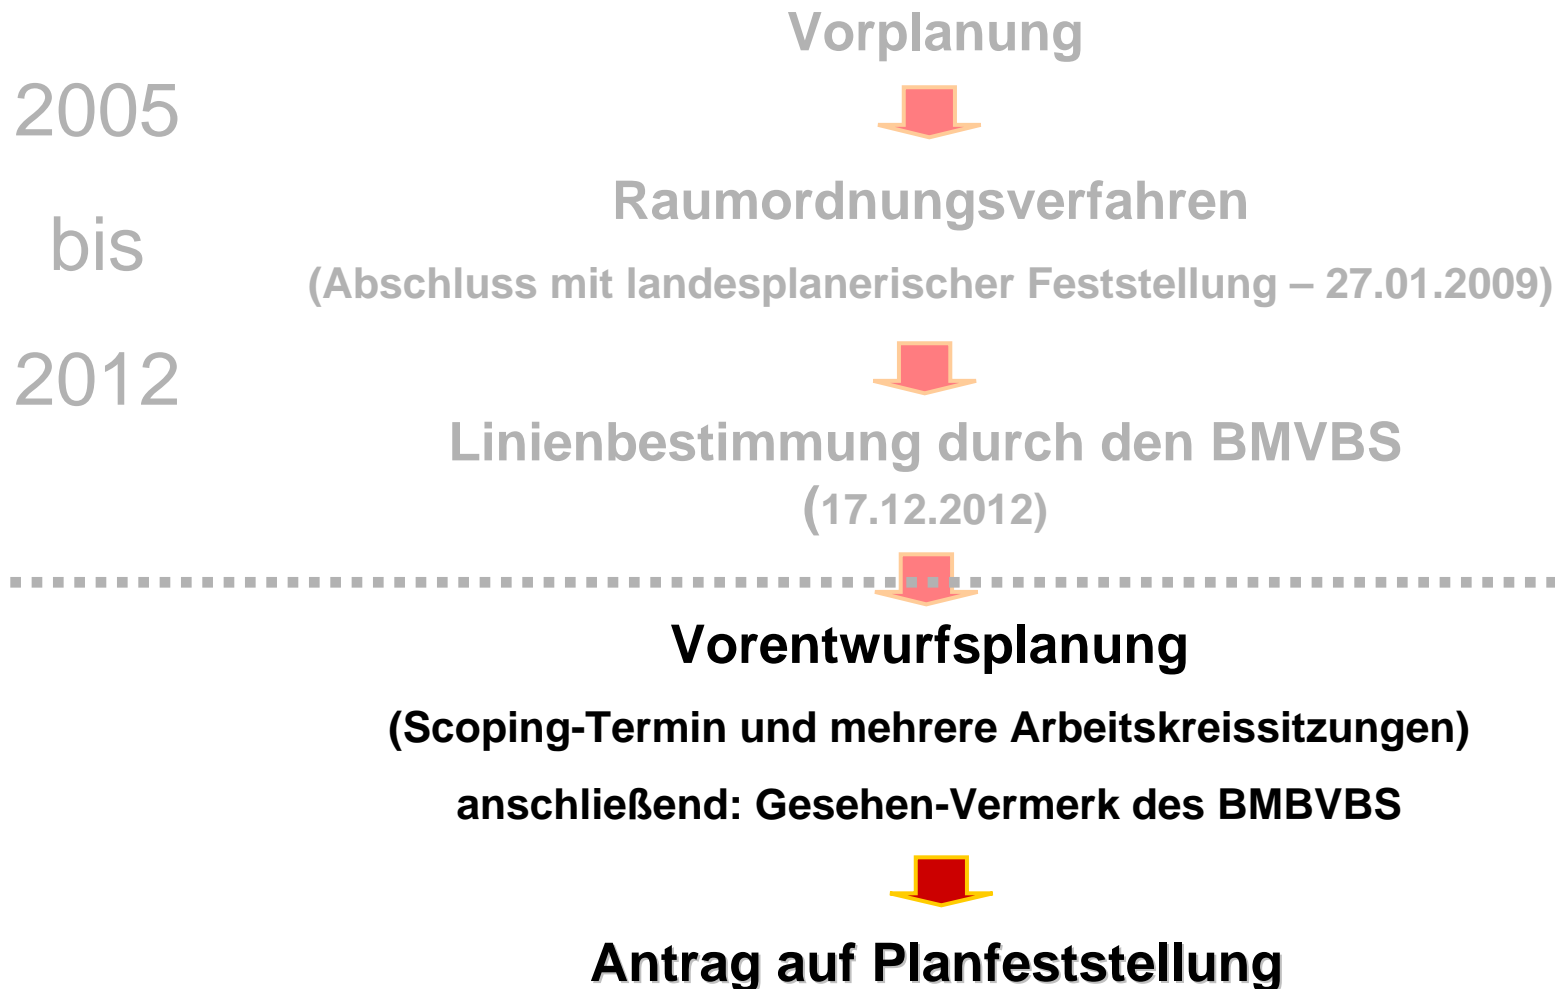 Vorplanung
2005
bis
2012
Raumordnungsverfahren
(Abschluss mit landesplanerischer Feststellung – 27.01.2009)
Linienbestimmung durch den BMVBS
(17.12.2012)
Vorentwurfsplanung
(Scoping-Termin und mehrere Arbeitskreissitzungen)
anschließend: Gesehen-Vermerk des BMBVBS
Antrag auf Planfeststellung